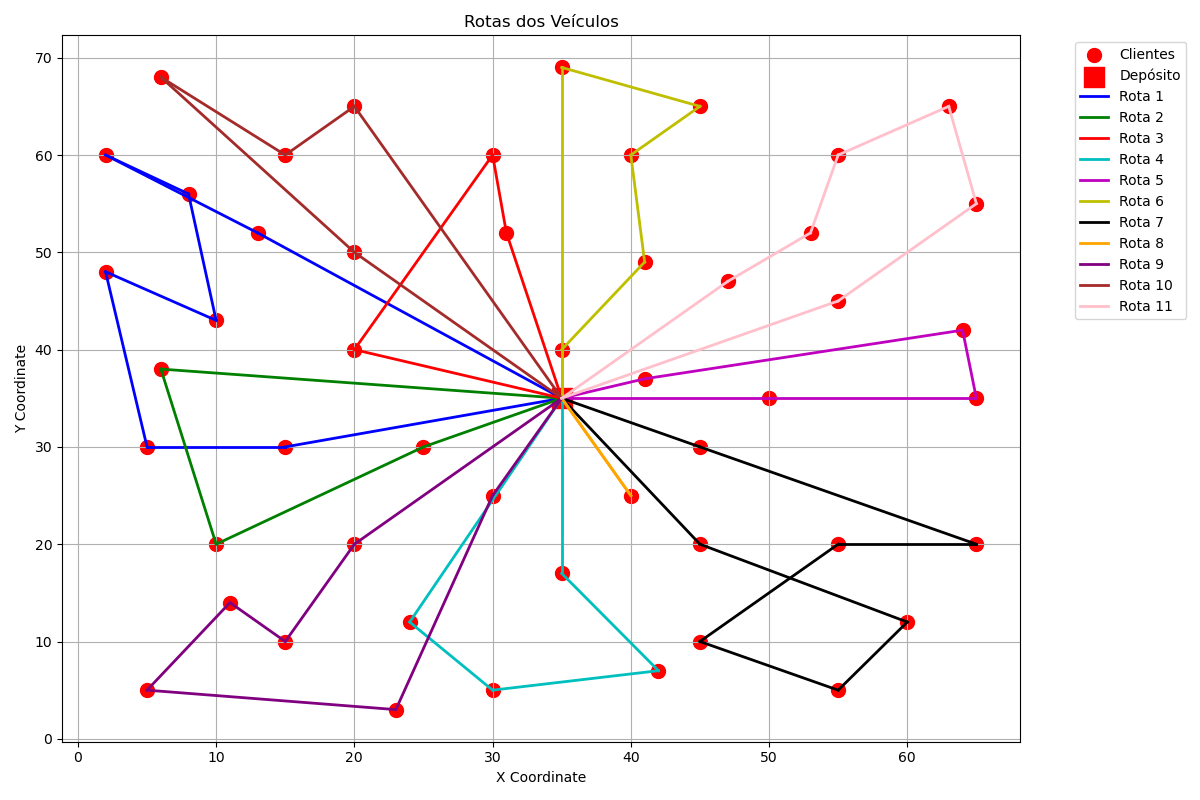 Rotas dos Veículos
70
60
50
40
30
20
10
0
Y Coordinate
0 10 20 30 40 50 60
X Coordinate
Clientes
Depósito
Rota 1
Rota 2
Rota 3
Rota 4
Rota 5
Rota 6
Rota 7
Rota 8
Rota 9
Rota 10
Rota 11